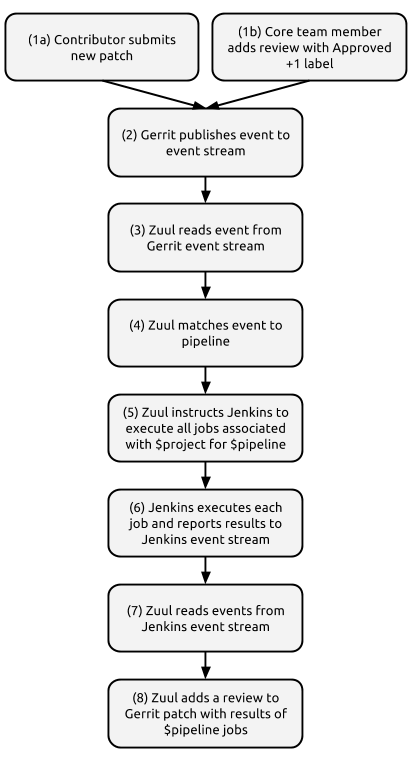 (1a) Contributor submits
new patch
(1b) Core team member
adds review with Approved
+1 label
(2) Gerrit publishes event to
event stream
(3) Zuul reads event from
Gerrit event stream
(4) Zuul matches event to
pipeline
(5) Zuul instructs Jenkins to
execute all jobs associated
with $project for $pipeline
(6) Jenkins executes each
job and reports results to
Jenkins event stream
(7) Zuul reads events from
Jenkins event stream
(8) Zuul adds a review to
Gerrit patch with results of
$pipeline jobs